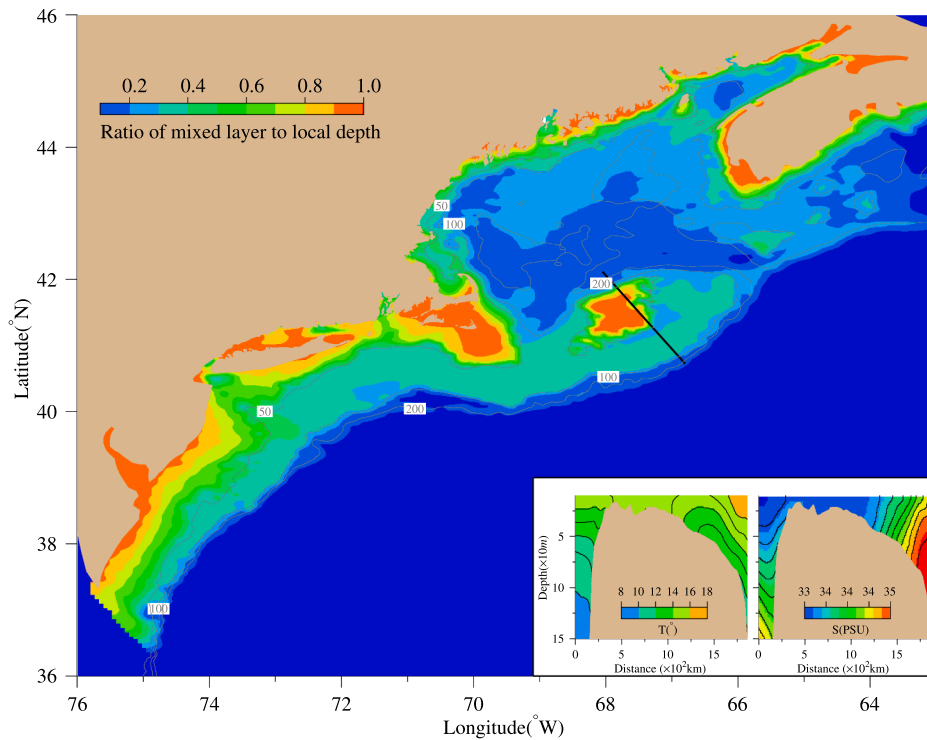 46
44
42
40
38
36
Latitude(°N)
0.2 0.4 0.6 0.8 1.0
Ratio of mixed layer to local depth
50
100
200
100
50
200
100
5
10
15
Depth(×10m)
8 10 12 14 16 18
T(°)
0 5 10 15
Distance (×10²km)
33 34 34 34 35
S(PSU)
0 5 10 15
Distance (×10²km)
76 74 72 70 68 66 64
Longitude(°W)